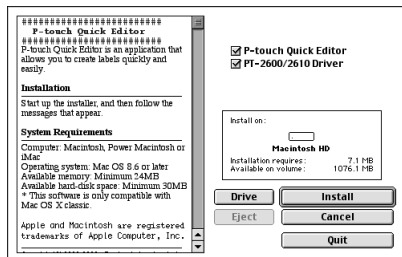 ##########################
P-touch Quick Editor
##########################
P-touch Quick Editor is an application that
allows you to create labels quickly and
easily.
Installation
Start up the installer, and then follow the
messages that appear.
System Requirements
Computer: Macintosh, Power Macintosh or
iMac
Operating system: Mac OS 8.6 or later
Available memory: Minimum 24MB
Available hard-disk space: Minimum 30MB
* This software is only compatible with
Mac OS X classic.
Apple and Macintosh are registered
trademarks of Apple Computer, Inc.
P-touch Quick Editor
PT-2600/2610 Driver
Install on:
Macintosh HD
Installation requires: 7.1 MB
Available on volume: 1076.1 MB
Drive
Install
Eject
Cancel
Quit